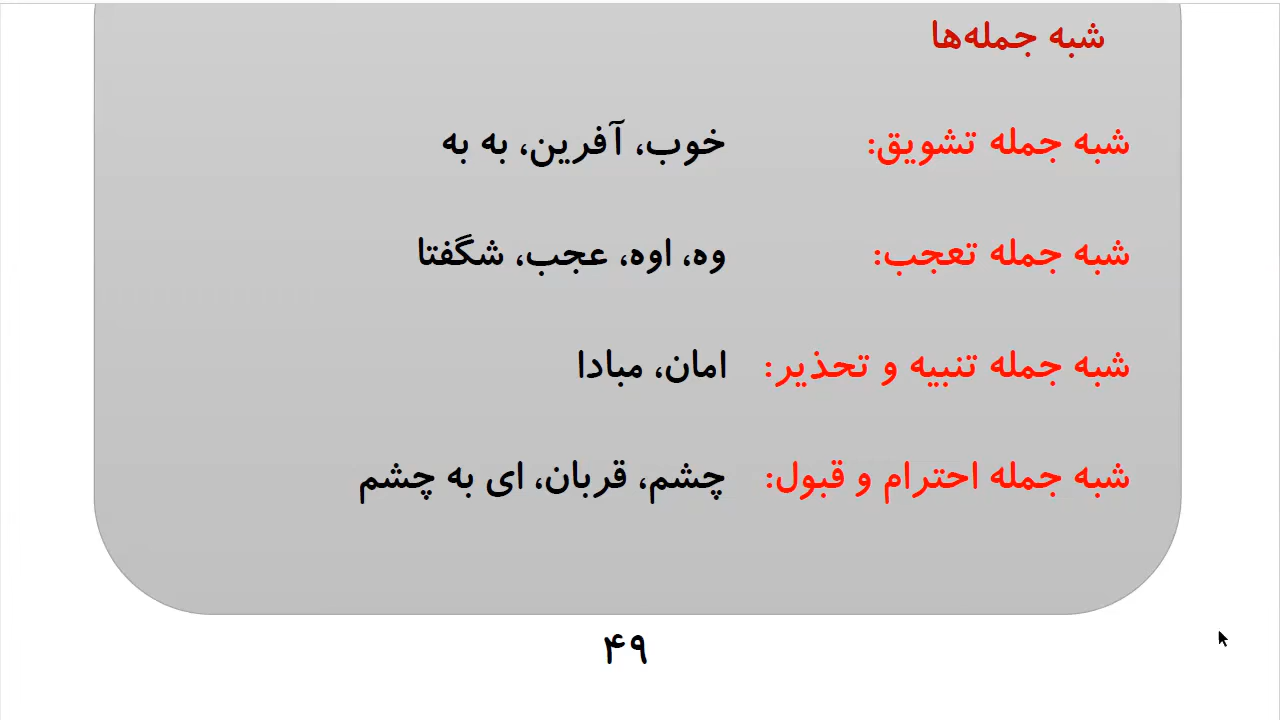 شبه جمله‌ها
شبه جمله تشویق: خوب، آفرین، به به
شبه جمله تعجب: وه، اوه، عجب، شگفتا
شبه جمله تنبیه و تحذیر: امان، مبادا
شبه جمله احترام و قبول: چشم، قربان، ای به چشم
۴۹